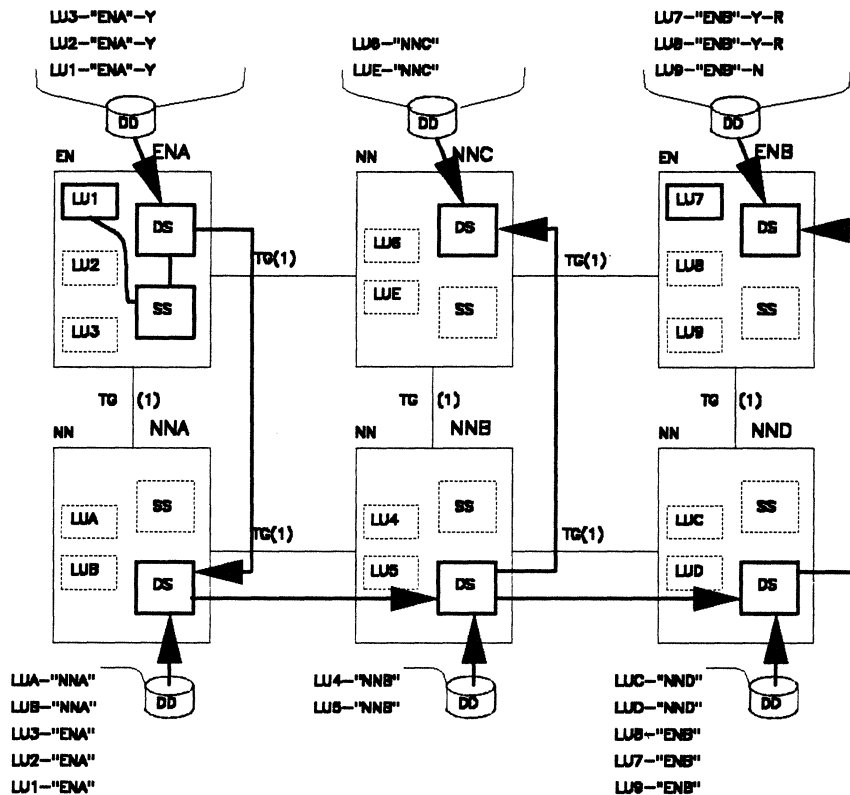 LU3-"ENA"-Y
LU2-"ENA"-Y
LU1-"ENA"-Y
LU6-"NNC"
LUE-"NNC"
LU7-"ENB"-Y-R
LU8-"ENB"-Y-R
LU9-"ENB"-N
DD
DD
DD
EN
ENA
NN
NNC
EN
ENB
LU1
DS
LU2
SS
LU3
LU6
DS
LUE
SS
LU7
DS
LU8
SS
LU9
TG(1)
TG(1)
TG (1)
TG (1)
TG (1)
NN
NNA
NN
NNB
NN
NND
LUA
SS
LUB
DS
LU4
SS
LU5
DS
LUC
SS
LUD
DS
TG(1)
TG(1)
DD
DD
DD
LUA-"NNA"
LUB-"NNA"
LU3-"ENA"
LU2-"ENA"
LU1-"ENA"
LU4-"NNB"
LU5-"NNB"
LUC-"NND"
LUD-"NND"
LU8-"ENB"
LU7-"ENB"
LU9-"ENB"